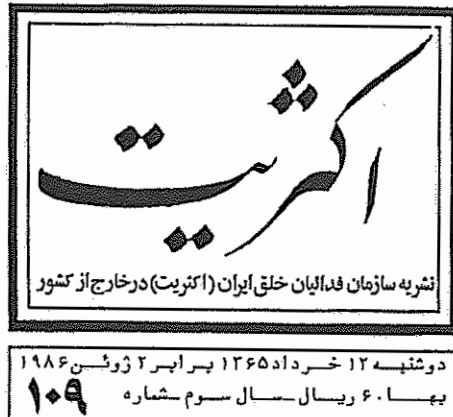 اکثریت
نشریه سازمان فدائیان خلق ایران (اکثریت) در خارج از کشور
دوشنبه ۱۲ خرداد ۱۳۶۵ برابر ۲ ژوئن ۱۹۸۶
بها ۶۰ ریال - سال سوم - شماره ۱۰۹